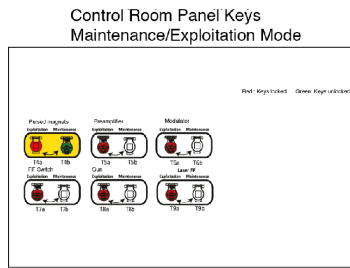 Control Room Panel Keys
Maintenance/Exploitation Mode
Red : Keys locked Green Keys unlocked
Pulsed magnets Preamplifier Modulator
Exploitation Maintenance Exploitation Maintenance Exploitation Maintenance
T4a T4b T5a T5b T6a T6b
RF Switch Gun Laser RF
Exploitation Maintenance Exploitation Maintenance Exploitation Maintenance
T7a T7b T8a T8b T9a T9a